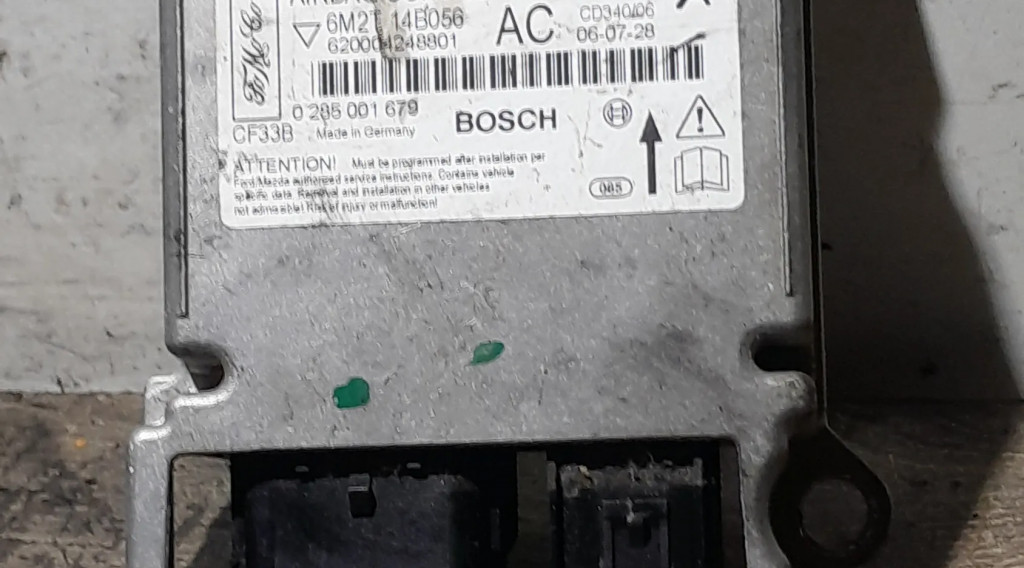 6M2T 14B056 AC CD340/06
620004248801 06-07-28
0 285 001 679
CF33B Made in Germany BOSCH
ATTENTION! Must be programmed after installation per
Ford/Mazda authorized service instructions. Contains vehicle
specific data. Removal and installation in other vehicles
not admissible! Risk of injury or malfunction!
005